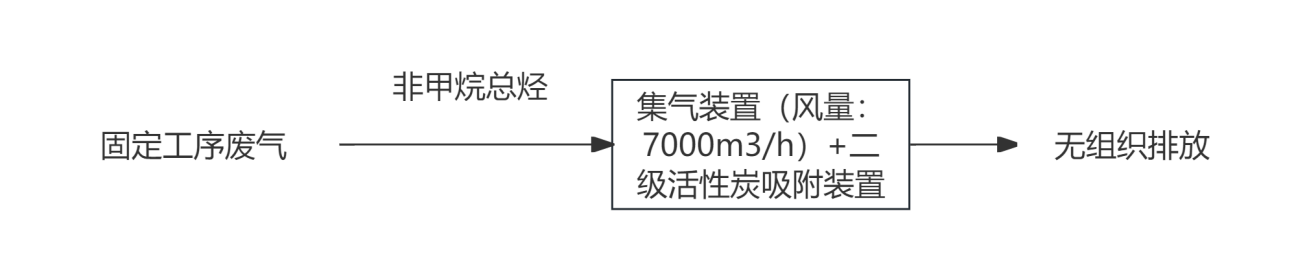 非甲烷总烃
固定工序废气
集气装置（风量：
7000m3/h）+二
级活性炭吸附装置
无组织排放